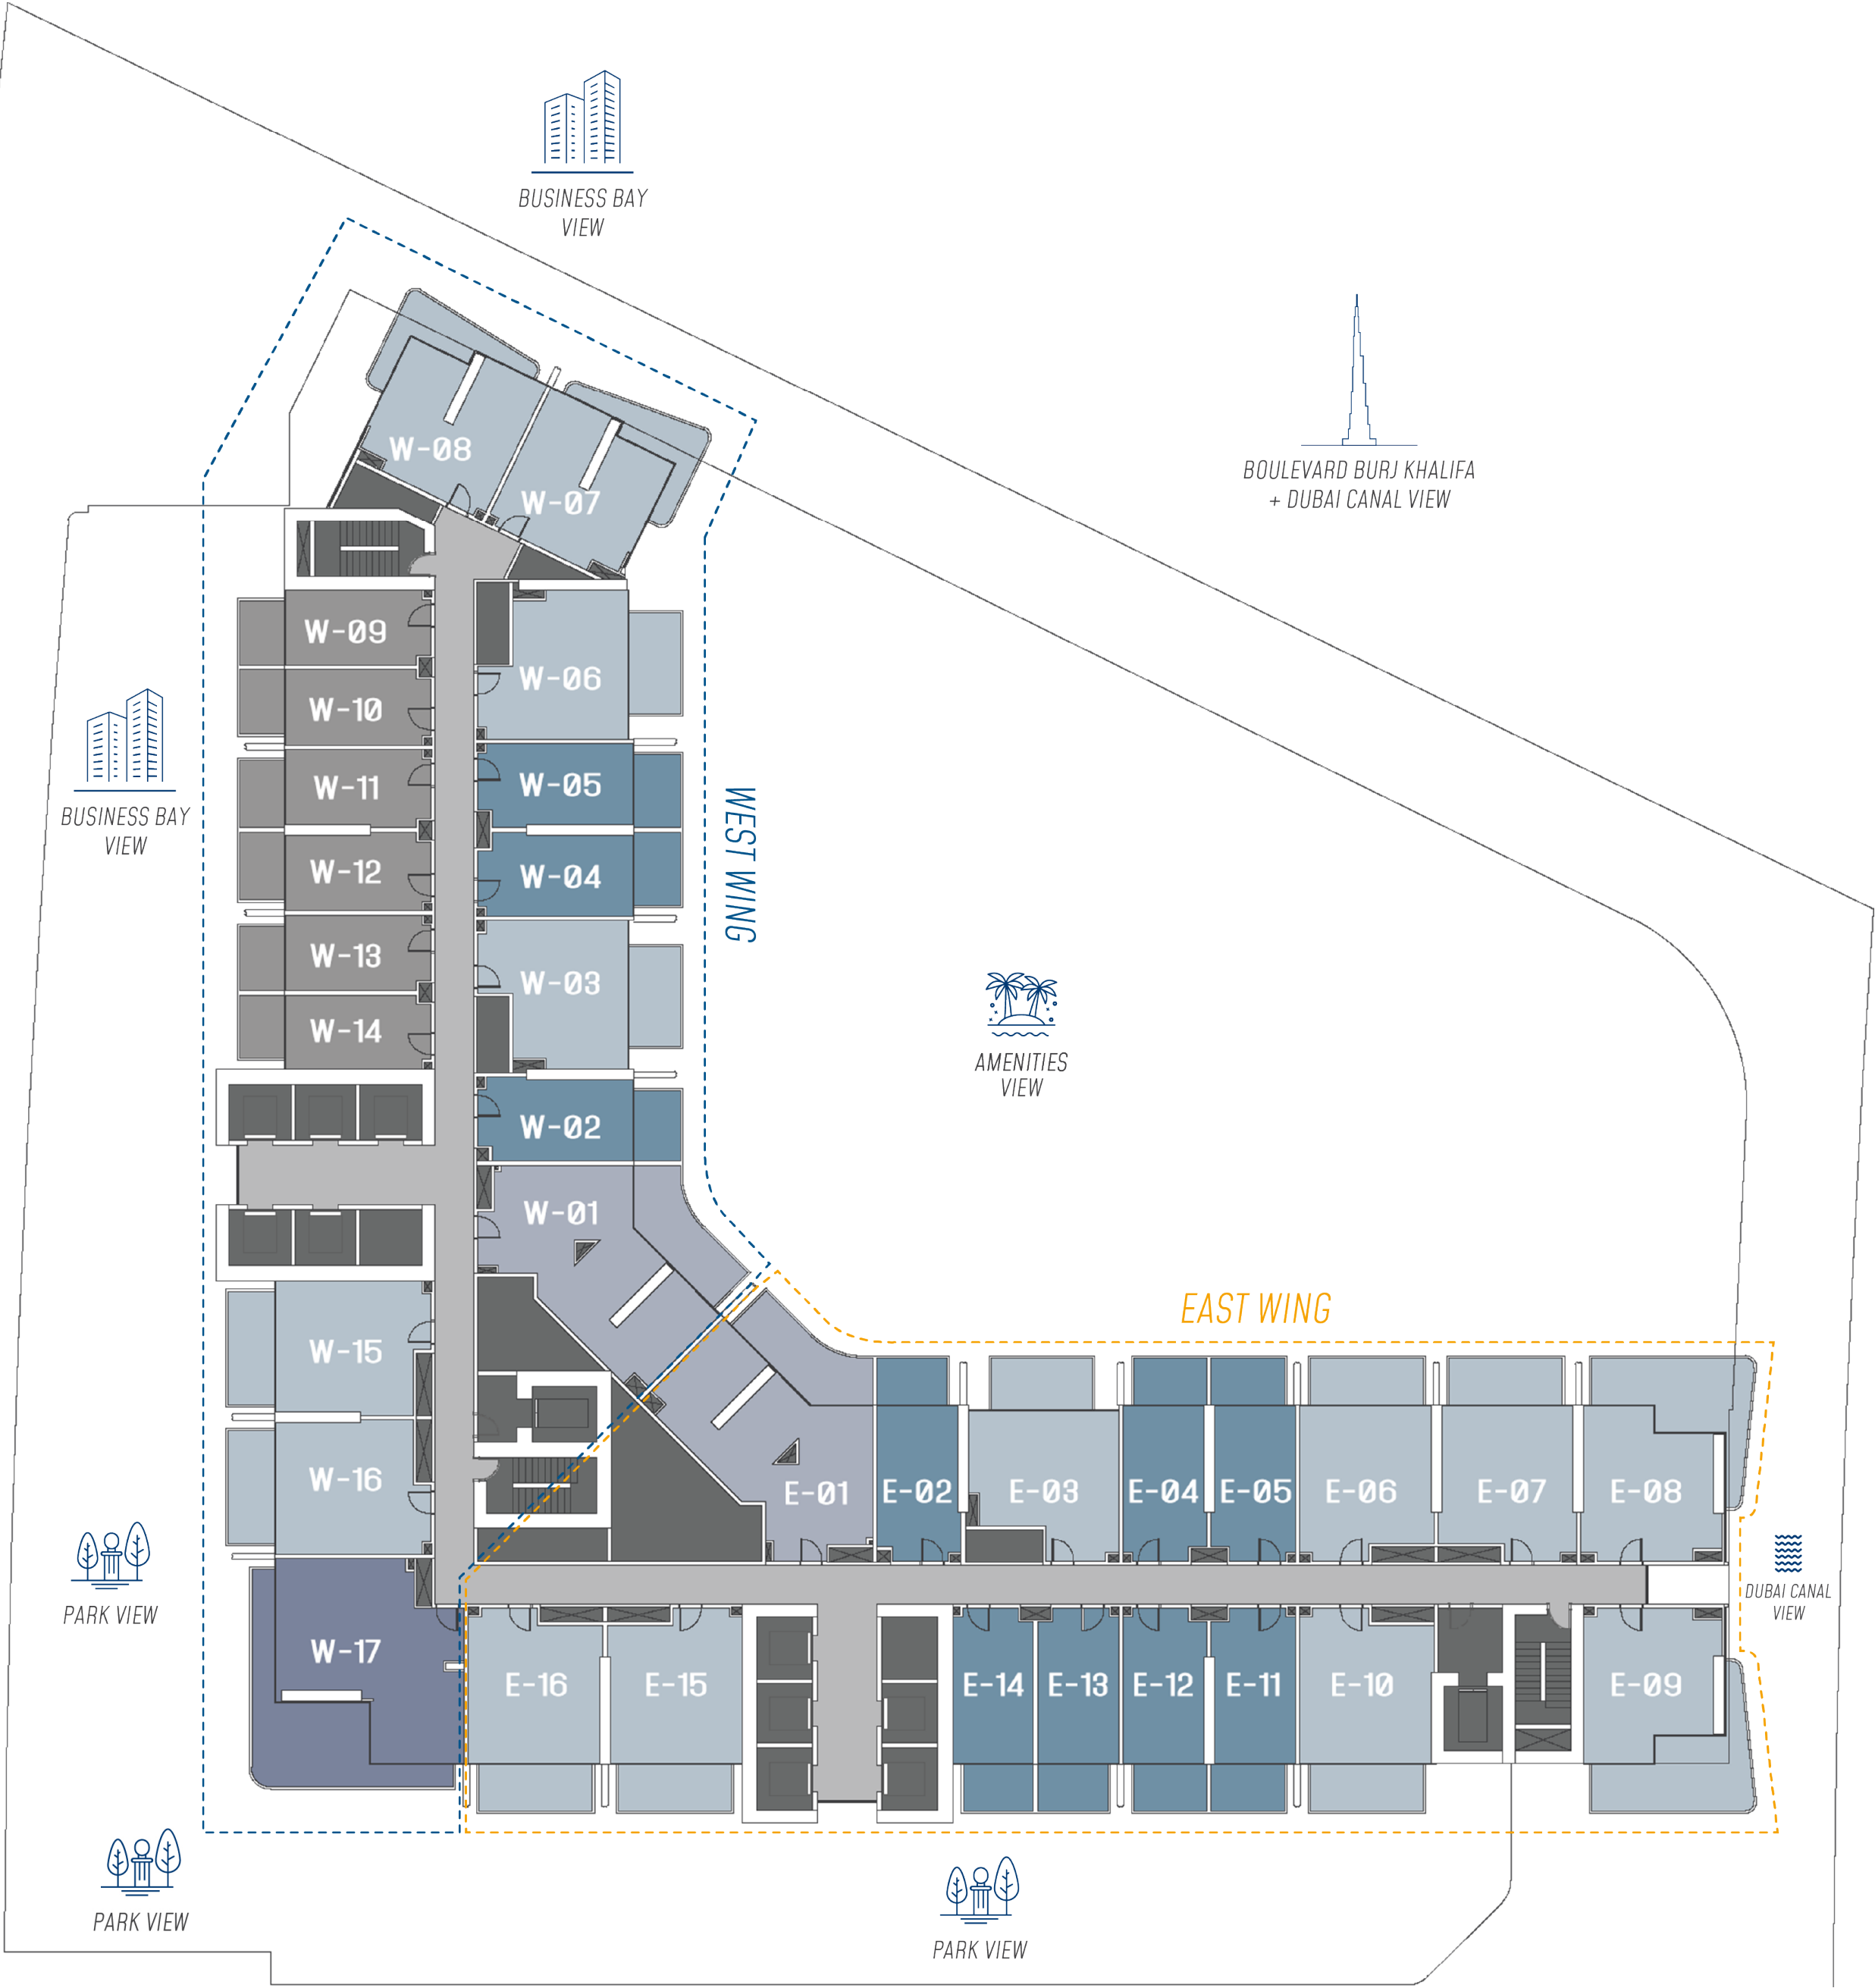 BUSINESS BAY
VIEW
BOULEVARD BURJ KHALIFA
+ DUBAI CANAL VIEW
W-08
W-07
W-09
W-06
W-10
W-05
W-11
BUSINESS BAY
VIEW
WEST WING
W-12
W-04
W-13
W-03
W-14
AMENITIES
VIEW
W-02
W-01
EAST WING
W-15
W-16
E-01
E-02
E-03
E-04
E-05
E-06
E-07
E-08
DUBAI CANAL
VIEW
PARK VIEW
W-17
E-16
E-15
E-14
E-13
E-12
E-11
E-10
E-09
PARK VIEW
PARK VIEW